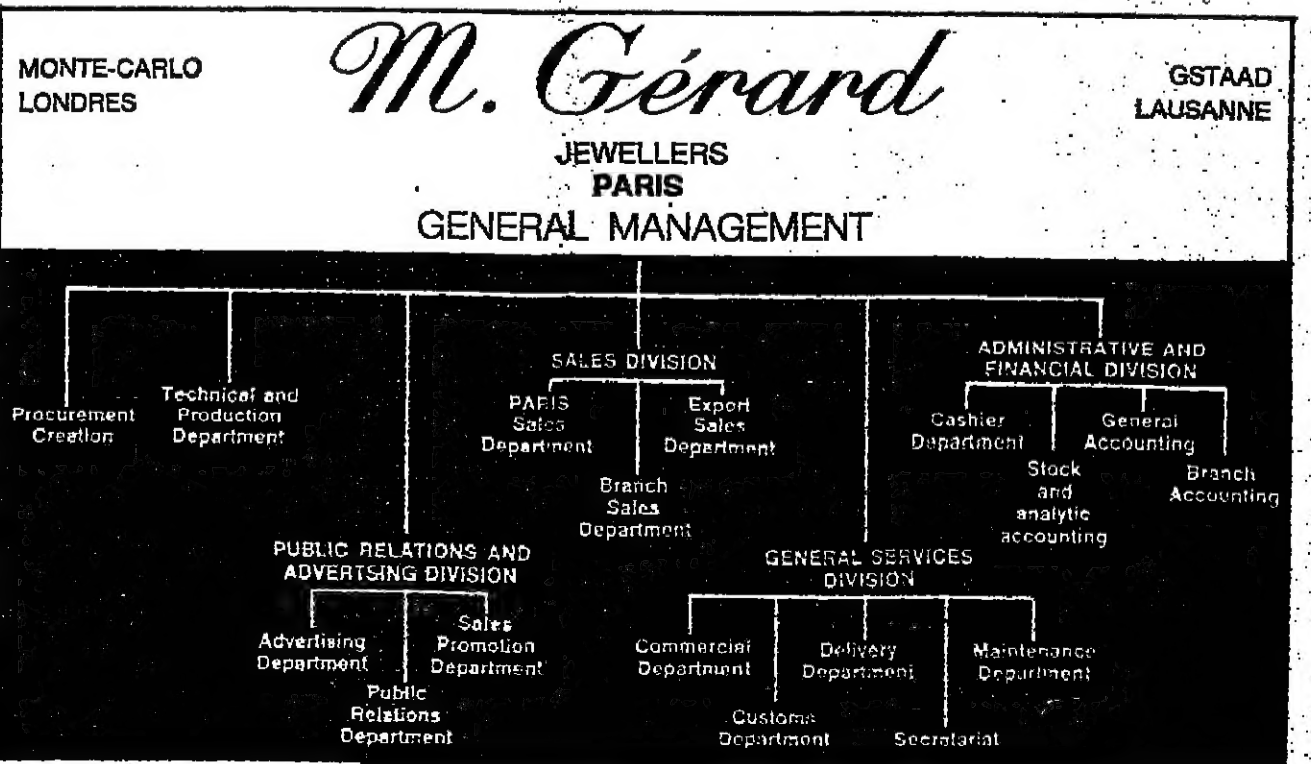 MONTE-CARLO
LONDRES
M. Gérard
GSTAAD
LAUSANNE
JEWELLERS
PARIS
GENERAL MANAGEMENT
Procurement
Creation
Technical and
Production
Department
PUBLIC RELATIONS AND
ADVERTSING DIVISION
Advertising
Department
Public
Relations
Department
Sales
Promotion
Department
SALES DIVISION
PARIS
Sales
Department
Branch
Sales
Department
Export
Sales
Department
GENERAL SERVICES
DIVISION
Commercial
Department
Customs
Department
Delivery
Department
Secretariat
Maintenance
Department
ADMINISTRATIVE AND
FINANCIAL DIVISION
Cashier
Department
Stock
and
analytic
accounting
General
Accounting
Branch
Accounting